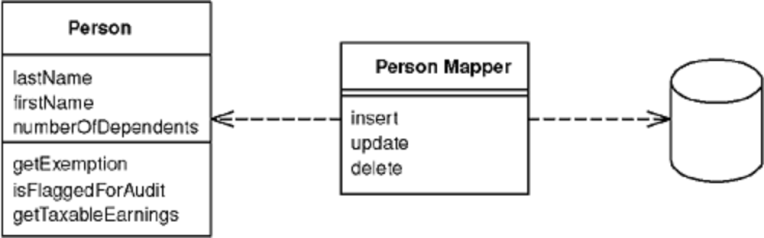 Person
lastName
firstName
numberOfDependents
getExemption
isFlaggedForAudit
getTaxableEarnings
Person Mapper
insert
update
delete